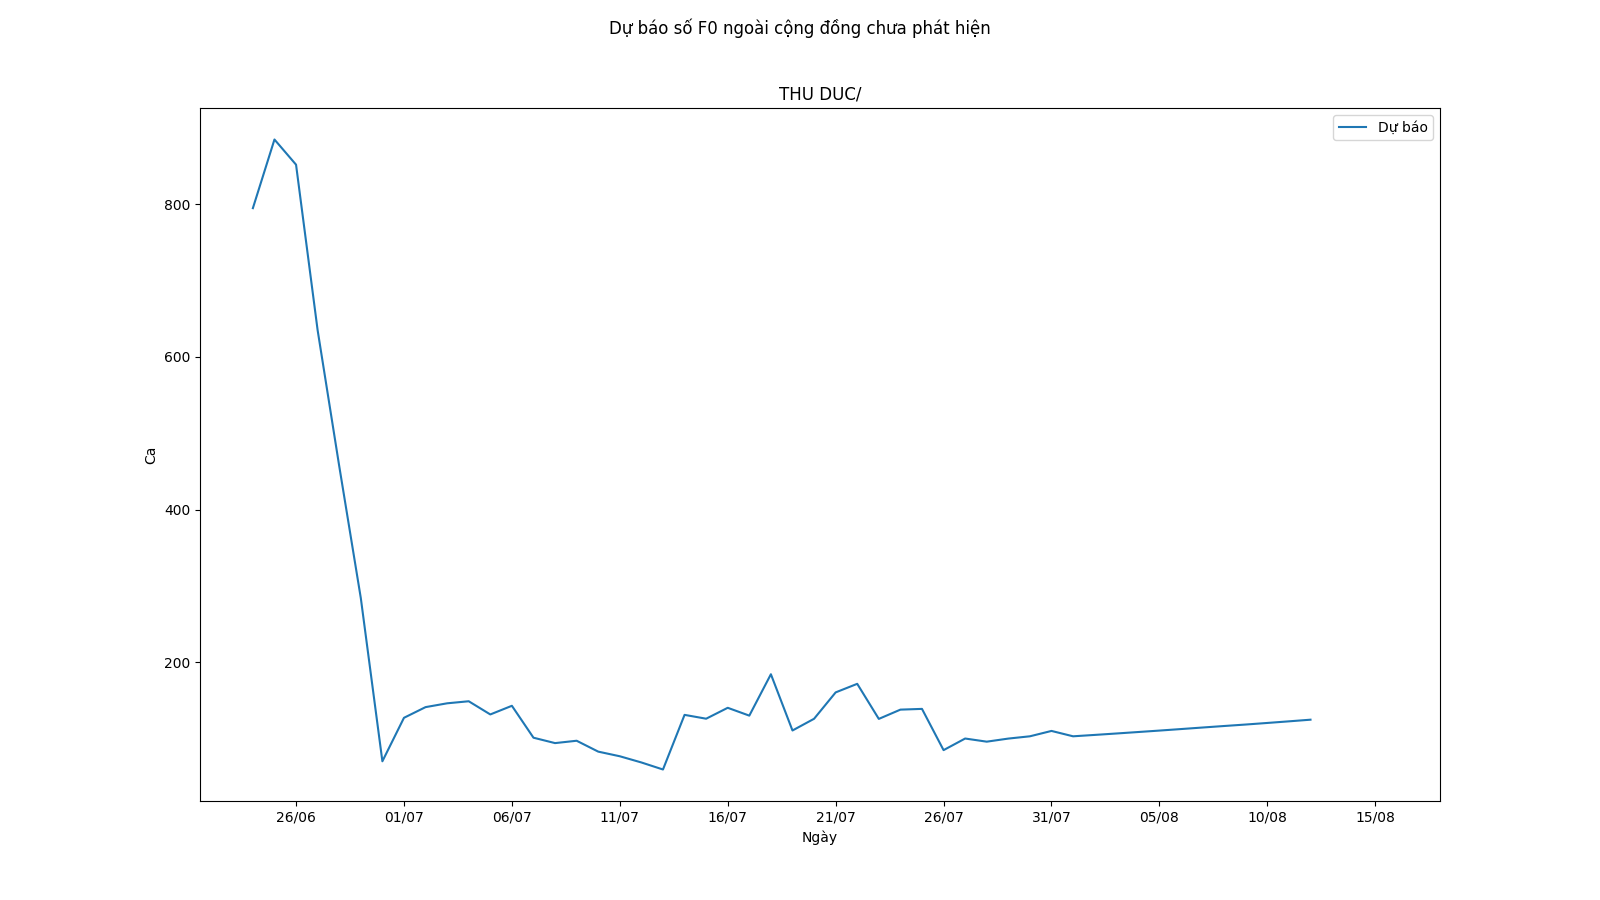 Dự báo số F0 ngoài cộng đồng chưa phát hiện
THU DUC/
Dự báo
800
600
400
200
Ca
26/06 01/07 06/07 11/07 16/07 21/07 26/07 31/07 05/08 10/08 15/08
Ngày